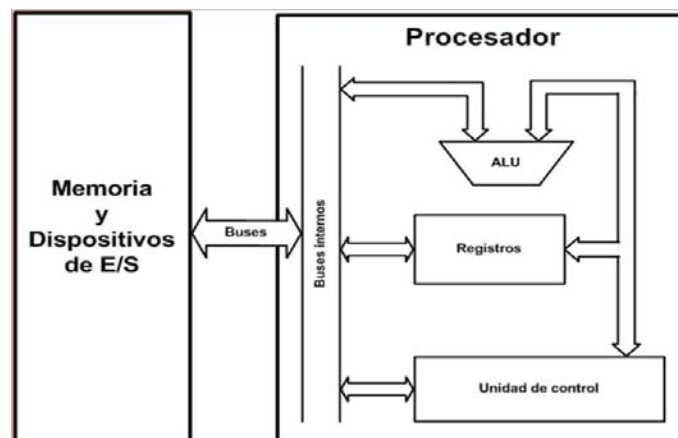 Procesador
Memoria
y
Dispositivos
de E/S
Buses
Buses internos
ALU
Registros
Unidad de control